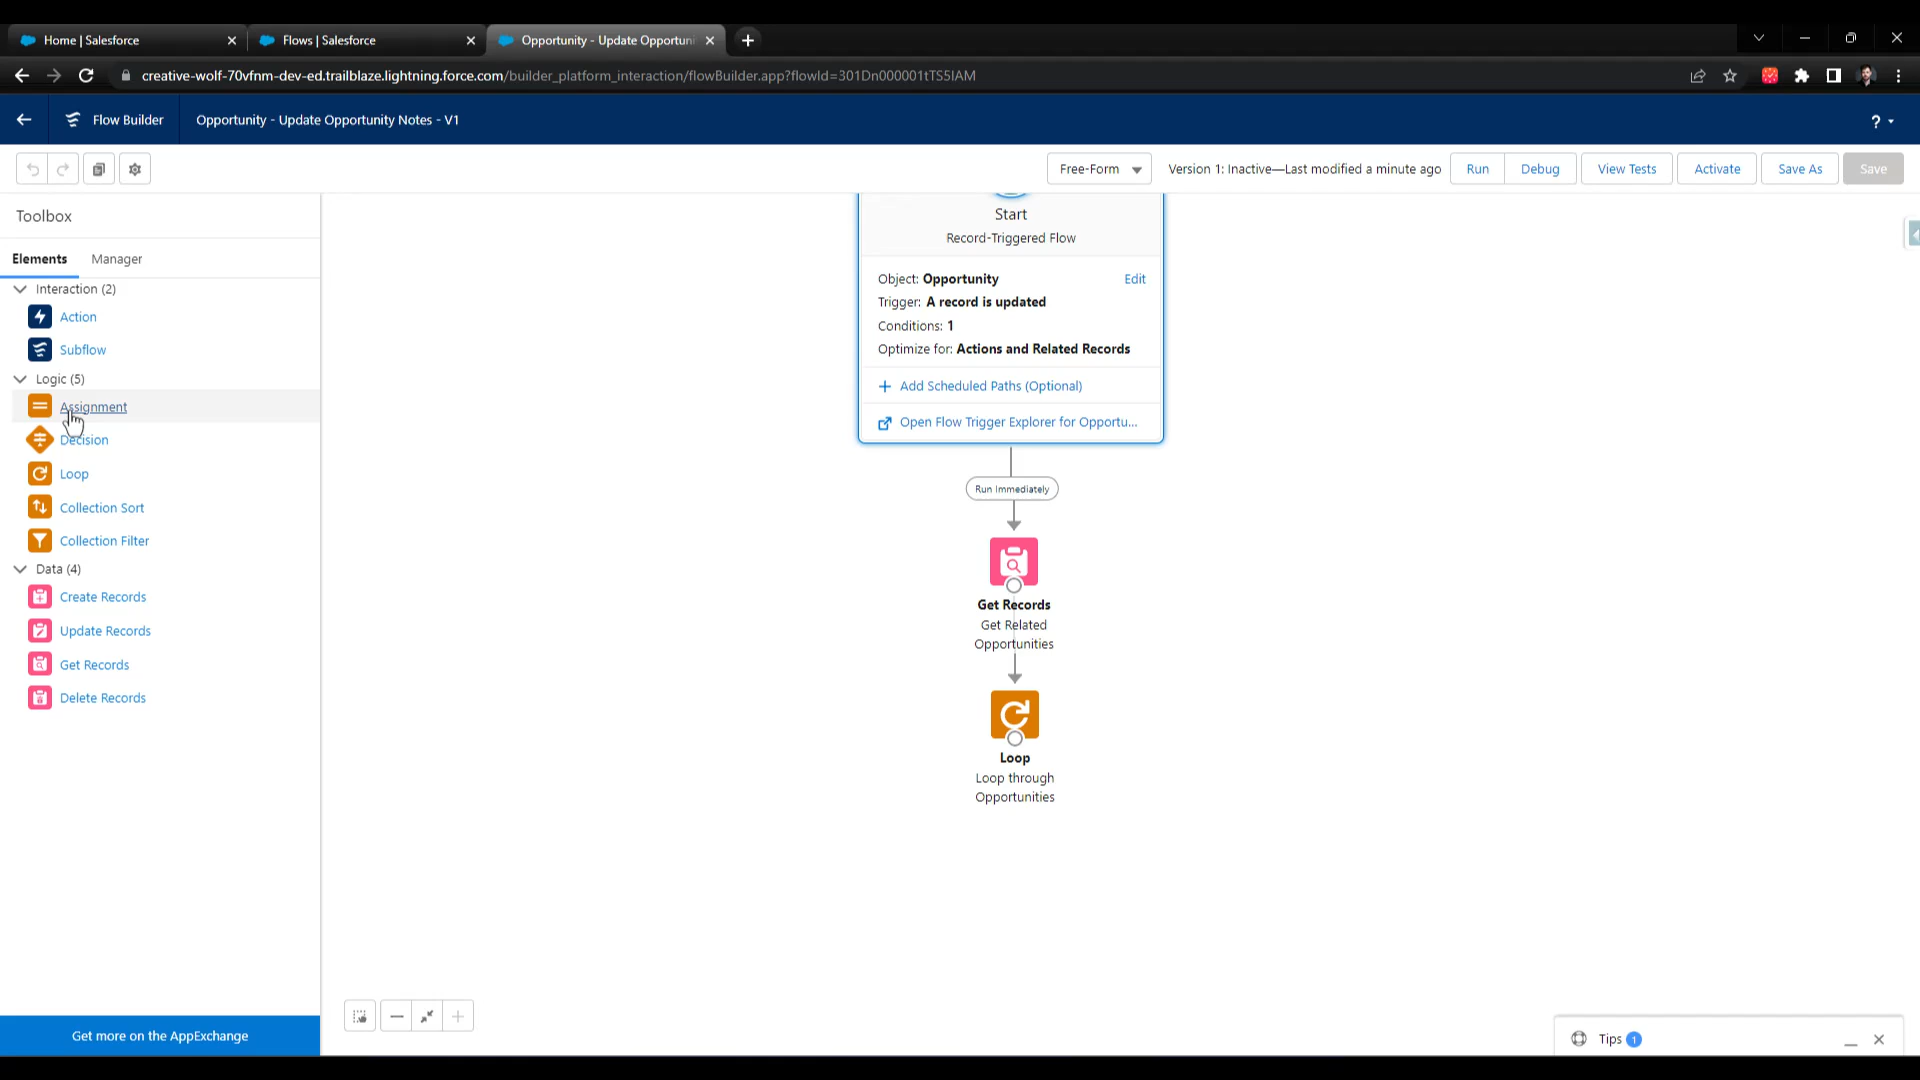 Home | Salesforce
Flows | Salesforce
Opportunity - Update Opportuni
creative-wolf-70vfnm-dev-ed.trailblaze.lightning.force.com/builder_platform_interaction/flowBuilder.app?flowId=301Dn000001tTS5IAM
Flow Builder
Opportunity - Update Opportunity Notes - V1
?
Free-Form
Version 1: Inactive—Last modified a minute ago
Run
Debug
View Tests
Activate
Save As
Save
Toolbox
Elements
Manager
Interaction (2)
Action
Subflow
Logic (5)
Assignment
Decision
Loop
Collection Sort
Collection Filter
Data (4)
Create Records
Update Records
Get Records
Delete Records
Get more on the AppExchange
Start
Record-Triggered Flow
Object: Opportunity
Edit
Trigger: A record is updated
Conditions: 1
Optimize for: Actions and Related Records
Add Scheduled Paths (Optional)
Open Flow Trigger Explorer for Opportu...
Run Immediately
Get Records
Get Related
Opportunities
Loop
Loop through
Opportunities
Tips 1